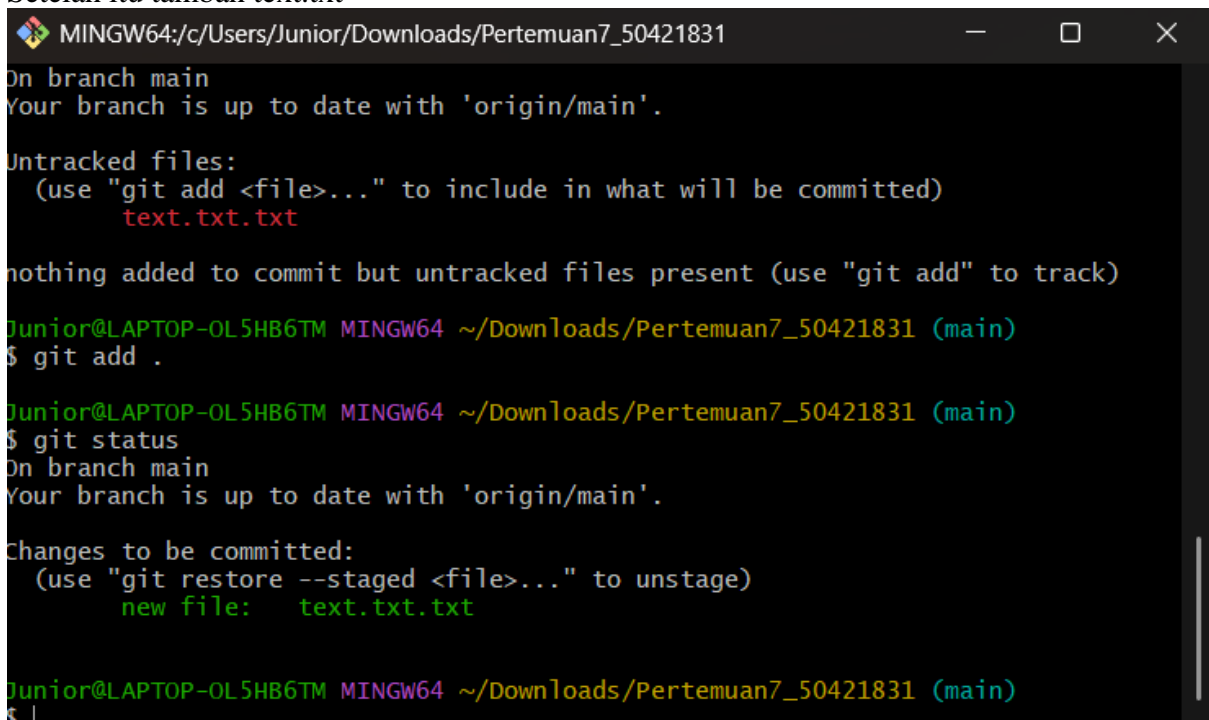 Setelah itu tambah text.txt
MINGW64:/c/Users/Junior/Downloads/Pertemuan7_50421831
On branch main
Your branch is up to date with 'origin/main'.
Untracked files:
(use "git add <file>..." to include in what will be committed)
text.txt.txt
nothing added to commit but untracked files present (use "git add" to track)
Junior@LAPTOP-OL5HB6TM MINGW64 ~/Downloads/Pertemuan7_50421831 (main)
$ git add .
Junior@LAPTOP-OL5HB6TM MINGW64 ~/Downloads/Pertemuan7_50421831 (main)
$ git status
On branch main
Your branch is up to date with 'origin/main'.
Changes to be committed:
(use "git restore --staged <file>..." to unstage)
new file:   text.txt.txt
Junior@LAPTOP-OL5HB6TM MINGW64 ~/Downloads/Pertemuan7_50421831 (main)
$